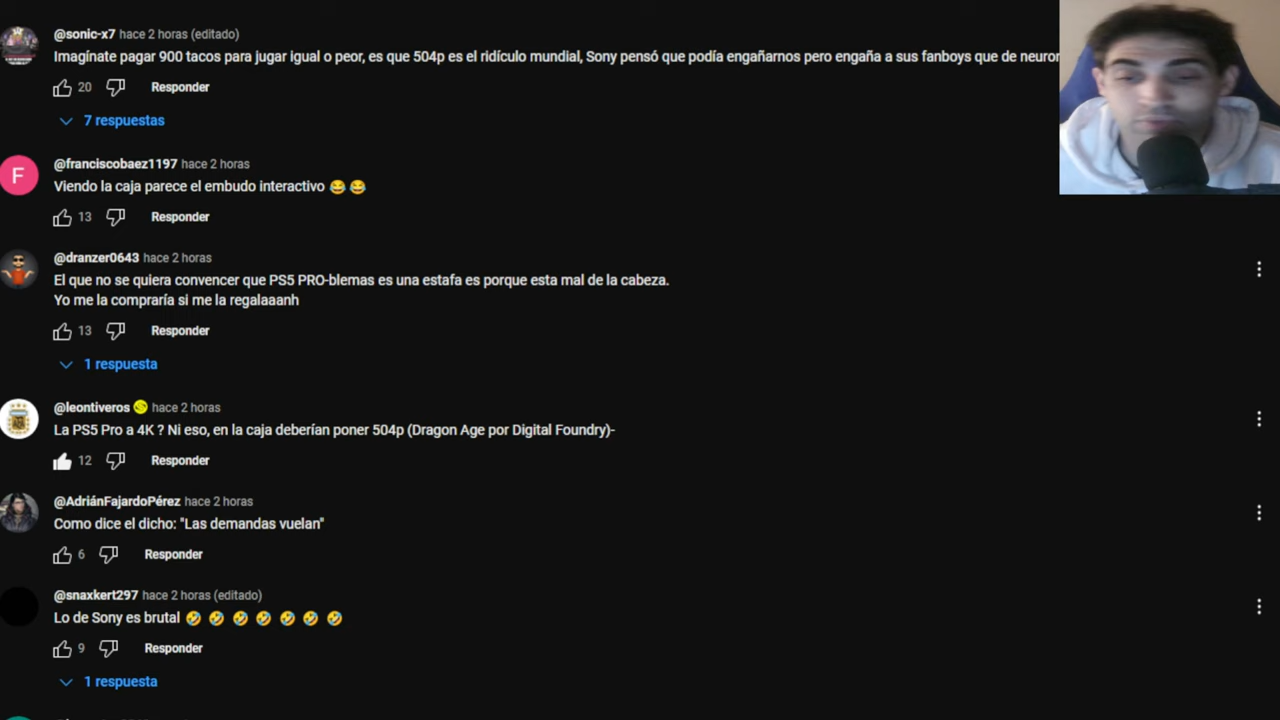 @sonic-x7 hace 2 horas (editado)
Imagínate pagar 900 tacos para jugar igual o peor, es que 504p es el ridículo mundial, Sony pensó que podía engañarnos pero engaña a sus fanboys que de
20 Responder
7 respuestas
F
@franciscobaez1197 hace 2 horas
Viendo la caja parece el embudo interactivo 😂 😂
13 Responder
@dranzer0643 hace 2 horas
El que no se quiera convencer que PS5 PRO-blemas es una estafa es porque esta mal de la cabeza.
Yo me la compraría si me la regalaaanh
13 Responder
1 respuesta
@leontiveros hace 2 horas
La PS5 Pro a 4K ? Ni eso, en la caja deberían poner 504p (Dragon Age por Digital Foundry)-
12 Responder
@AdriánFajardoPérez hace 2 horas
Como dice el dicho: "Las demandas vuelan"
6 Responder
@snaxkert297 hace 2 horas (editado)
Lo de Sony es brutal 🤣 🤣 🤣 🤣 🤣 🤣 🤣
9 Responder
1 respuesta